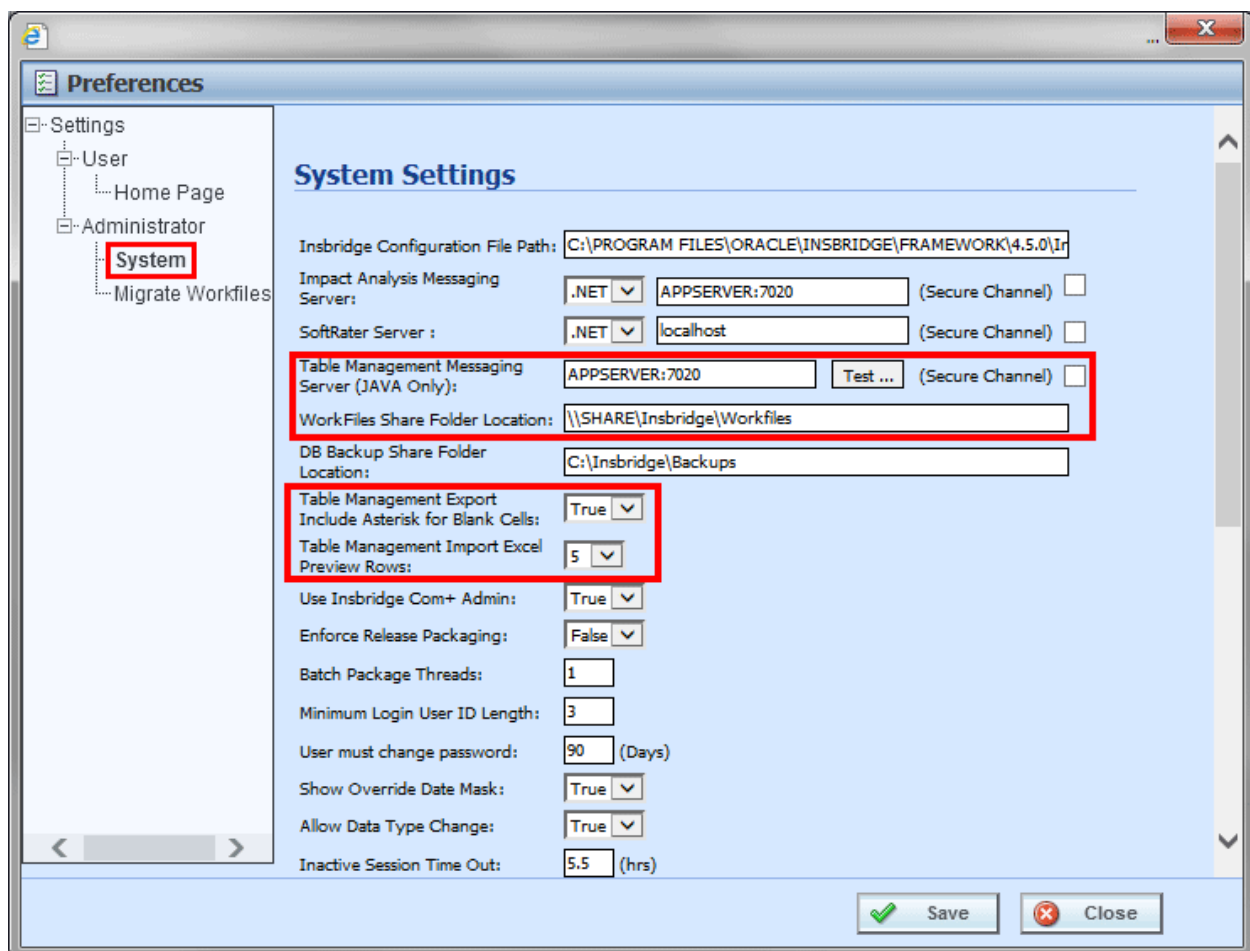 ...
Preferences
Settings
User
Home Page
Administrator
System
Migrate Workfiles
System Settings
Insbridge Configuration File Path: C:\PROGRAM FILES\ORACLE\INSBRIDGE\FRAMEWORK\4.5.0\Ir
Impact Analysis Messaging
Server: .NET APPSERVER:7020 (Secure Channel)
SoftRater Server : .NET localhost (Secure Channel)
Table Management Messaging
Server (JAVA Only): APPSERVER:7020 Test ... (Secure Channel)
WorkFiles Share Folder Location: \\SHARE\Insbridge\Workfiles
DB Backup Share Folder
Location: C:\Insbridge\Backups
Table Management Export
Include Asterisk for Blank Cells: True
Table Management Import Excel
Preview Rows: 5
Use Insbridge Com+ Admin: True
Enforce Release Packaging: False
Batch Package Threads: 1
Minimum Login User ID Length: 3
User must change password: 90 (Days)
Show Override Date Mask: True
Allow Data Type Change: True
Inactive Session Time Out: 5.5 (hrs)
Save Close